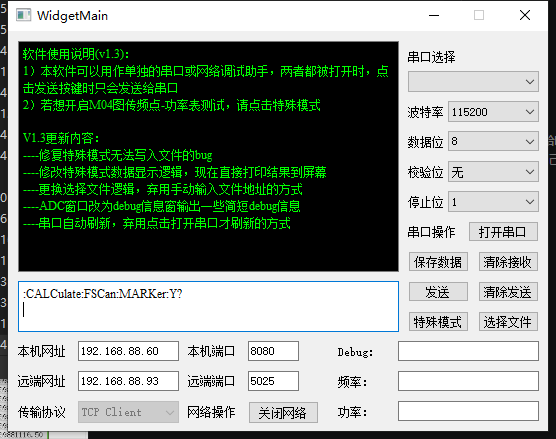 WidgetMain
软件使用说明(v1.3):
1）本软件可以用作单独的串口或网络调试助手，两者都被打开时，点
击发送按键时只会发送给串口
2）若想开启M04图传频点-功率表测试，请点击特殊模式
V1.3更新内容:
----修复特殊模式无法写入文件的bug
----修改特殊模式数据显示逻辑，现在直接打印结果到屏幕
----更换选择文件逻辑，弃用手动输入文件地址的方式
----ADC窗口改为debug信息窗输出一些简短debug信息
----串口自动刷新，弃用点击打开串口才刷新的方式
串口选择
波特率 115200
数据位 8
校验位 无
停止位 1
串口操作 打开串口
保存数据 清除接收
:CALCulate:FSCan:MARKer:Y?
发送 清除发送
特殊模式 选择文件
本机网址 192.168.88.60 本机端口 8080 Debug:
远端网址 192.168.88.93 远端端口 5025 频率:
传输协议 TCP Client 网络操作 关闭网络 功率: